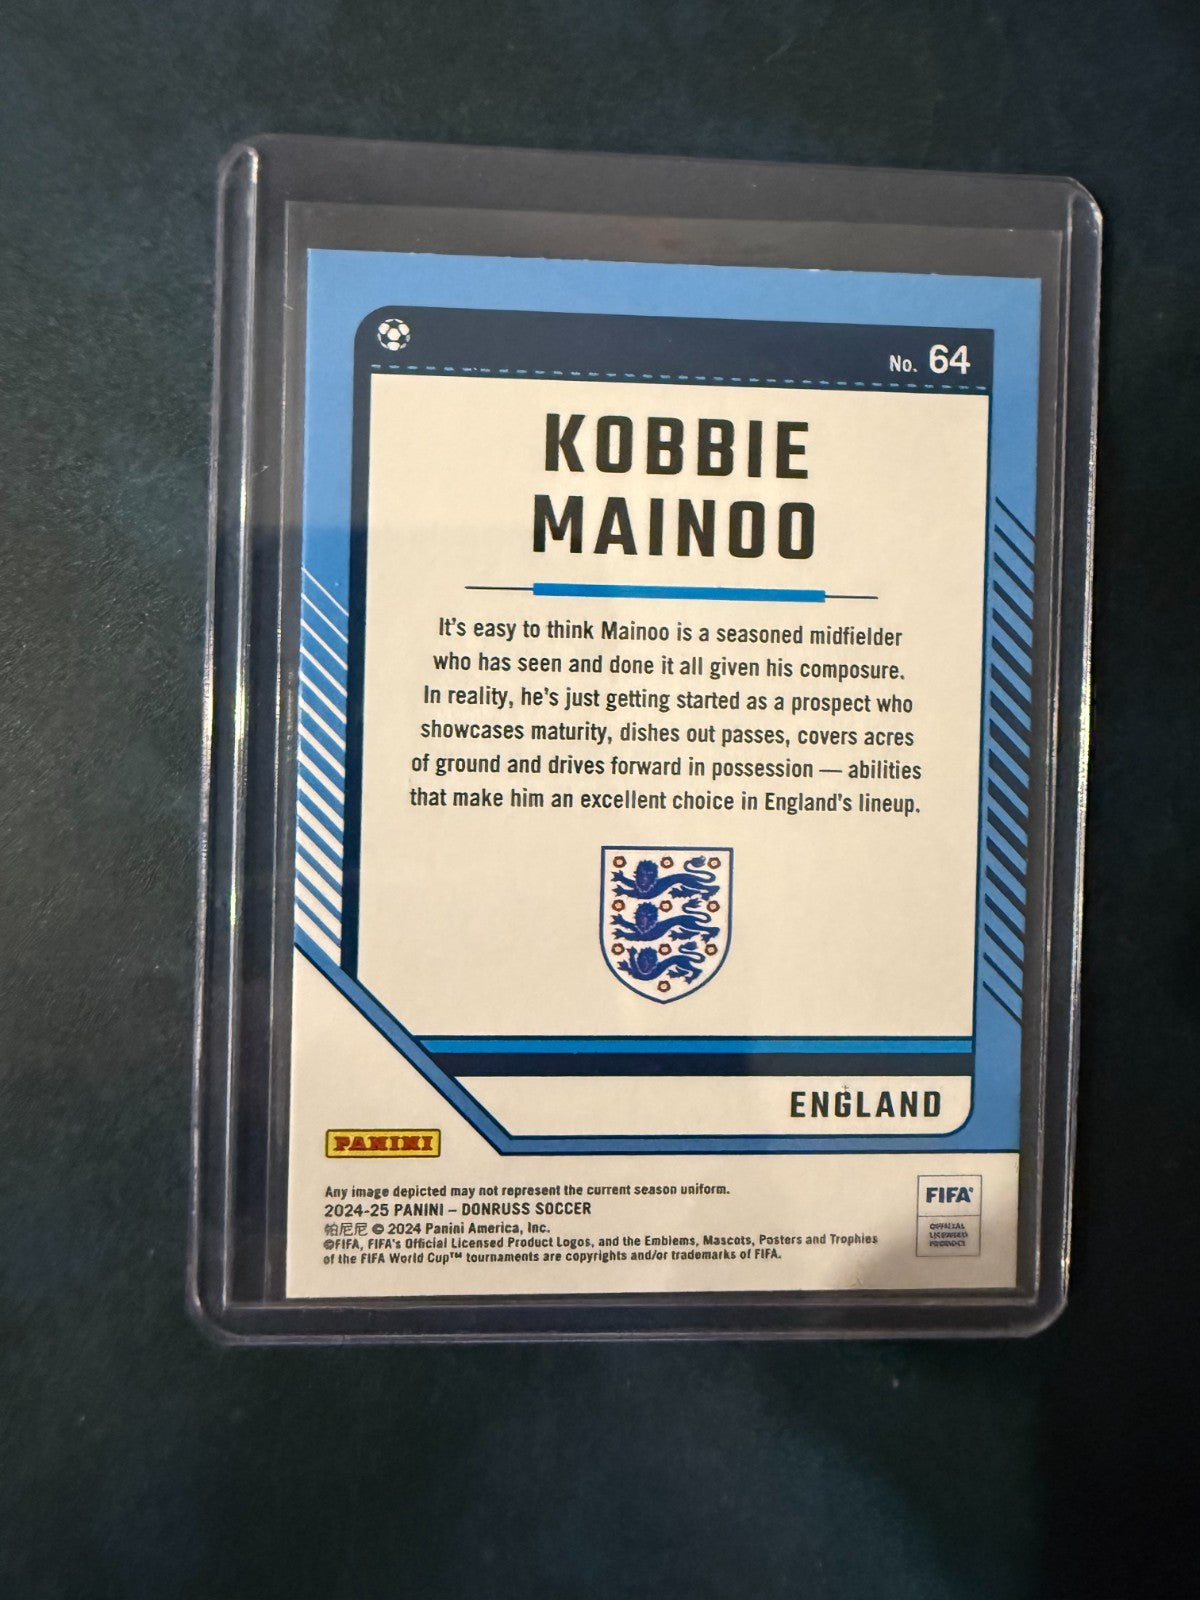 No. 64
KOBBIE
MAINOO
It's easy to think Mainoo is a seasoned midfielder
who has seen and done it all given his composure.
In reality, he's just getting started as a prospect who
showcases maturity, dishes out passes, covers acres
of ground and drives forward in possession — abilities
that make him an excellent choice in England's lineup.
ENGLAND
PANINI
Any image depicted may not represent the current season uniform.
2024-25 PANINI – DONRUSS SOCCER
帕尼尼 © 2024 Panini America, Inc.
©FIFA, FIFA's Official Licensed Product Logos, and the Emblems, Mascots, Posters and Trophies
of the FIFA World Cup™ tournaments are copyrights and/or trademarks of FIFA.
FIFA®
OFFICIAL
LICENSED
PRODUCT